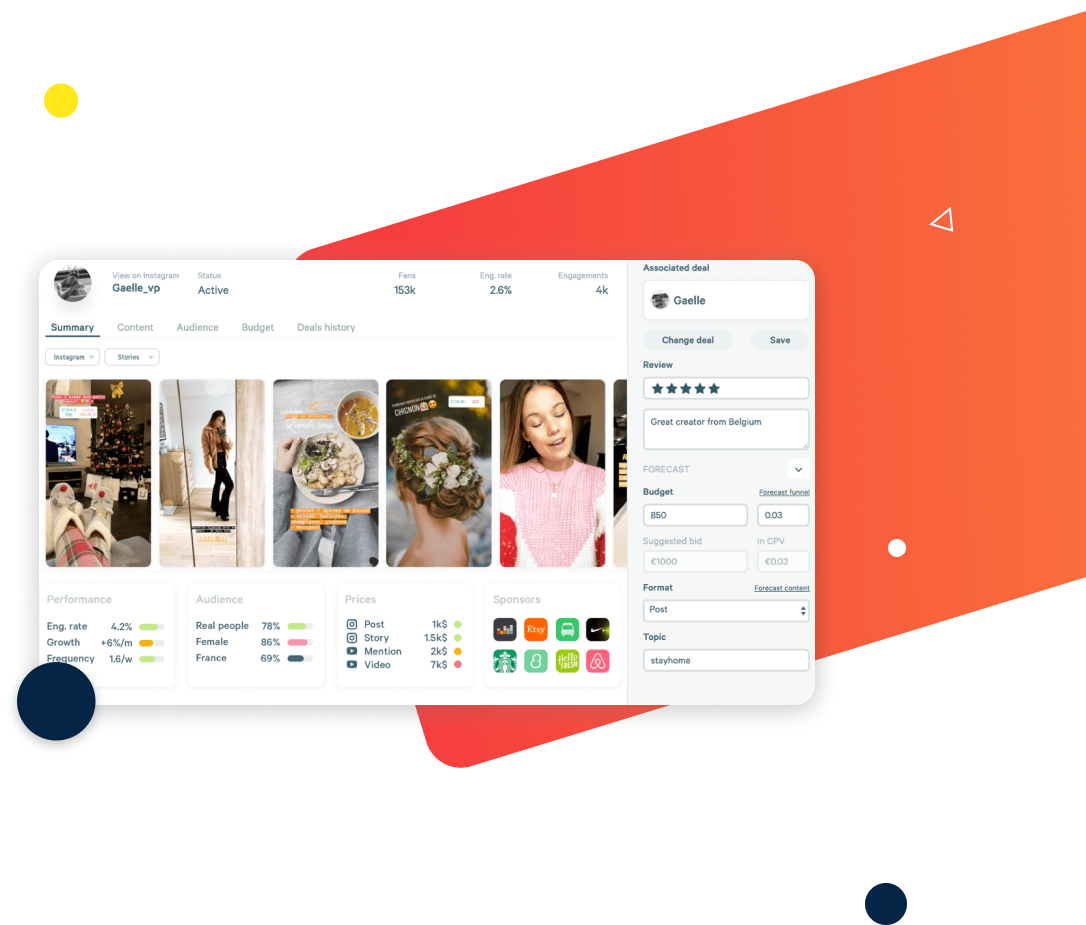 View on Instagram
Gaelle_vp
Status
Active
Fans
153k
Eng. rate
2.6%
Engagements
4k
Summary
Content
Audience
Budget
Deals history
Instagram
Stories
CHIGNON
Performance
Eng. rate 4.2%
Growth +6%/m
Frequency 1.6/w
Audience
Real people 78%
Female 86%
France 69%
Prices
Post 1k$
Story 1.5k$
Mention 2k$
Video 7k$
Sponsors
Etsy
Hello
FRESH
Associated deal
Gaelle
Change deal
Save
Review
Great creator from Belgium
FORECAST
Budget
Forecast funnel
850
0.03
Suggested bid
in CPV
€1000
€0.03
Format
Forecast content
Post
Topic
stayhome